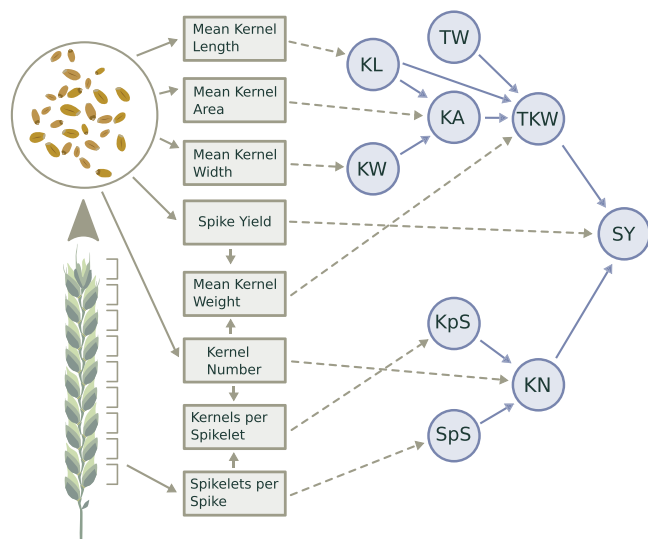 Mean Kernel
Length
Mean Kernel
Area
Mean Kernel
Width
Spike Yield
Mean Kernel
Weight
Kernel
Number
Kernels per
Spikelet
Spikelets per
Spike
TW
KL
KA
TKW
KW
SY
KpS
KN
SpS